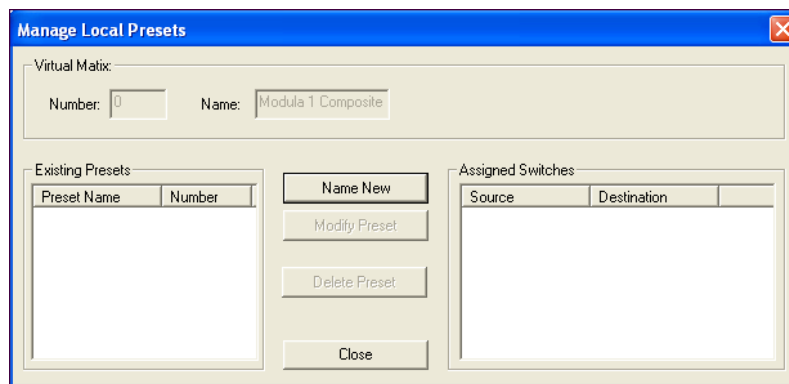 Manage Local Presets
Virtual Matix:
Number: 0 Name: Modula 1 Composite
Existing Presets
Preset Name Number
Name New
Modify Preset
Delete Preset
Close
Assigned Switches
Source Destination